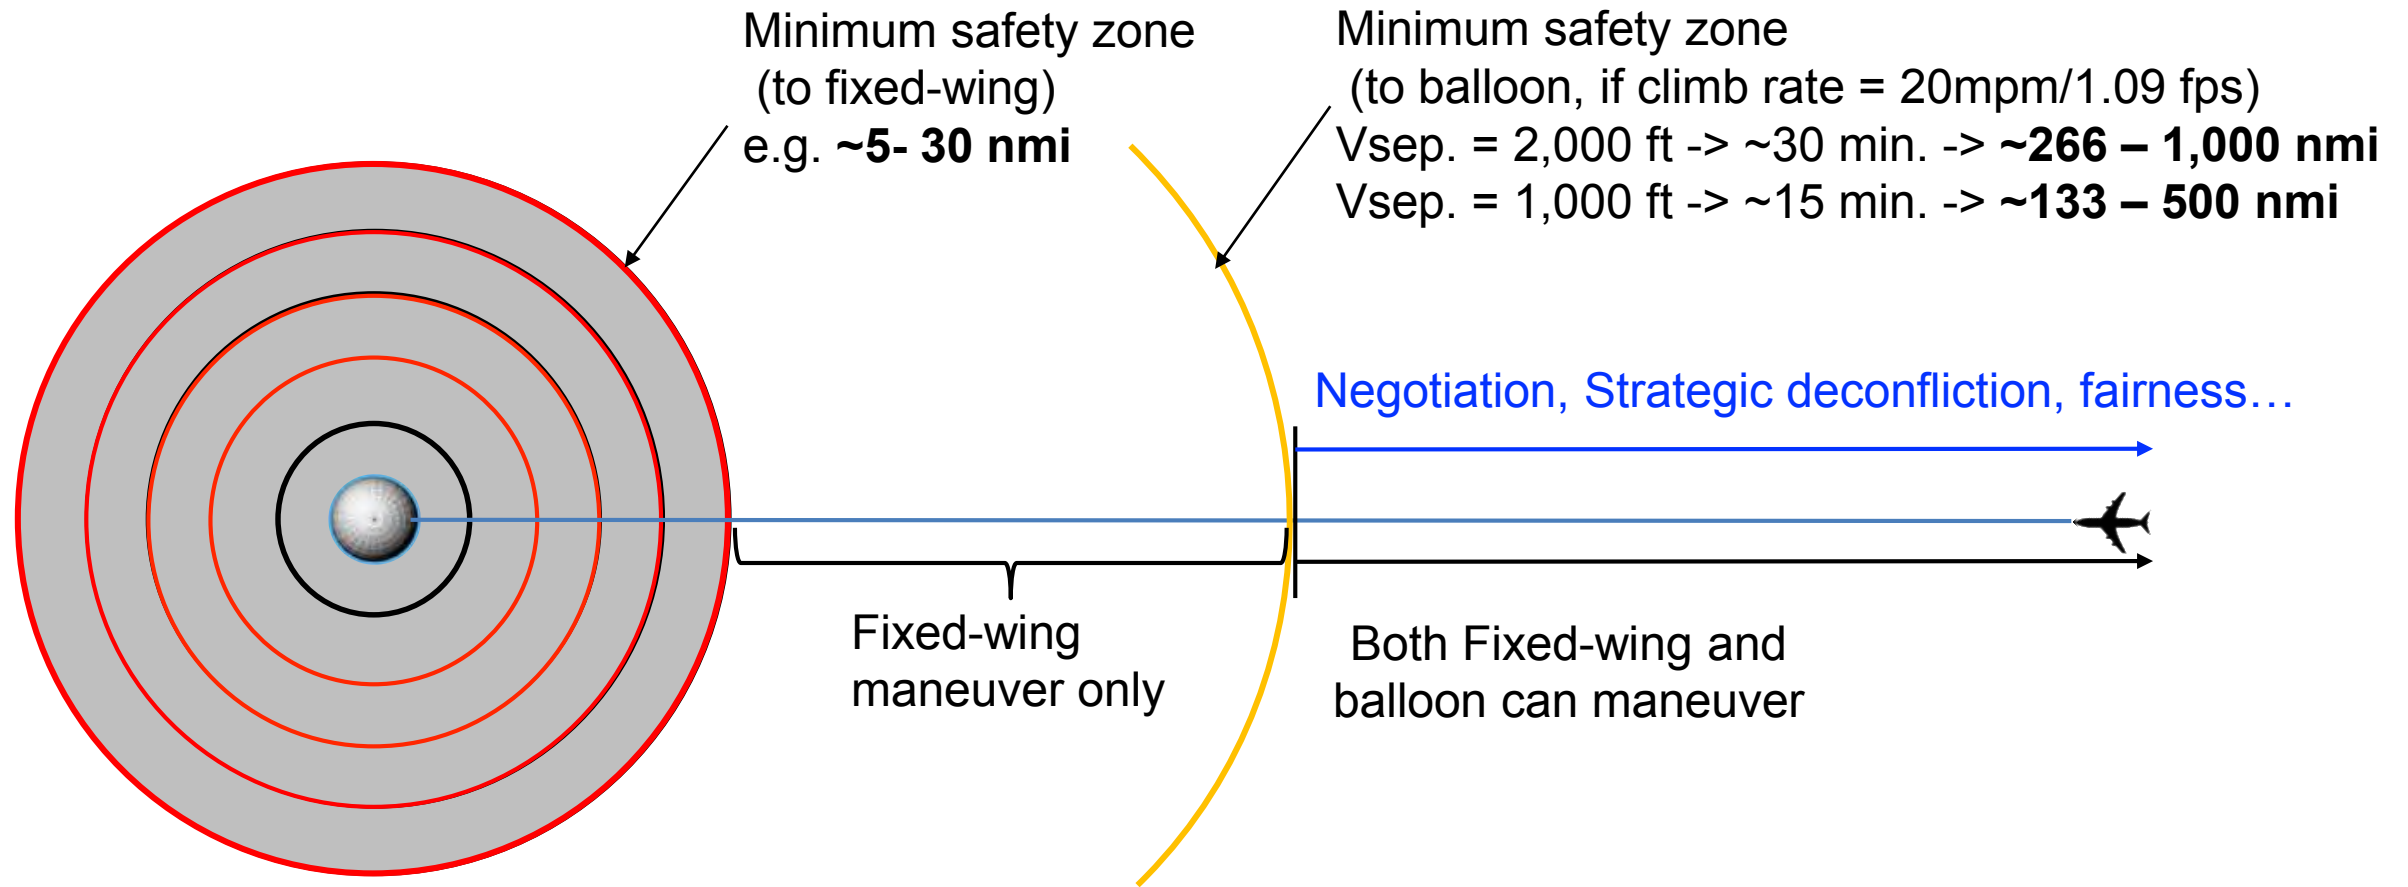 Minimum safety zone
(to fixed-wing)
e.g. ~5- 30 nmi
Minimum safety zone
(to balloon, if climb rate = 20mpm/1.09 fps)
Vsep. = 2,000 ft -> ~30 min. -> ~266 – 1,000 nmi
Vsep. = 1,000 ft -> ~15 min. -> ~133 – 500 nmi
Negotiation, Strategic deconfliction, fairness…
Fixed-wing
maneuver only
Both Fixed-wing and
balloon can maneuver